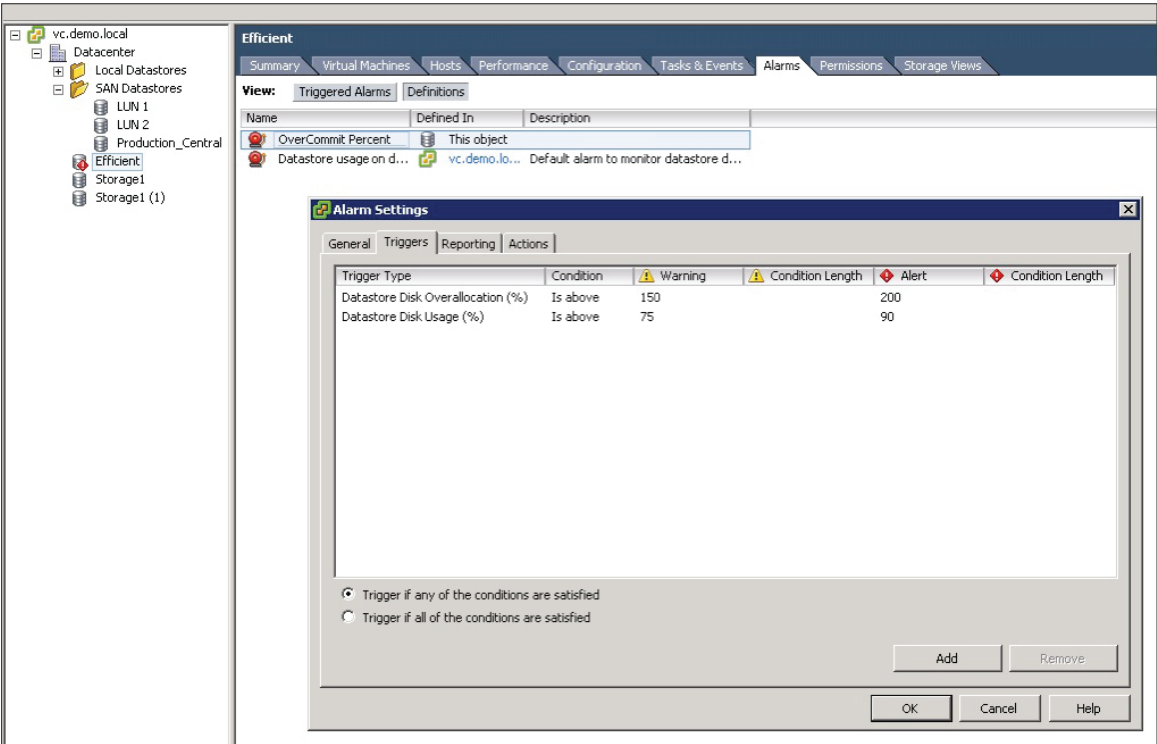 vc.demo.local
Datacenter
Local Datastores
SAN Datastores
LUN 1
LUN 2
Production_Central
Efficient
Storage1
Storage1 (1)
Efficient
Summary Virtual Machines Hosts Performance Configuration Tasks & Events Alarms Permissions Storage Views
View: Triggered Alarms Definitions
Name Defined In Description
OverCommit Percent This object
Datastore usage on d... vc.demo.lo... Default alarm to monitor datastore d...
Alarm Settings
General Triggers Reporting Actions
Trigger Type Condition Warning Condition Length Alert Condition Length
Datastore Disk Overallocation (%) Is above 150 200
Datastore Disk Usage (%) Is above 75 90
Trigger if any of the conditions are satisfied
Trigger if all of the conditions are satisfied
Add Remove
OK Cancel Help